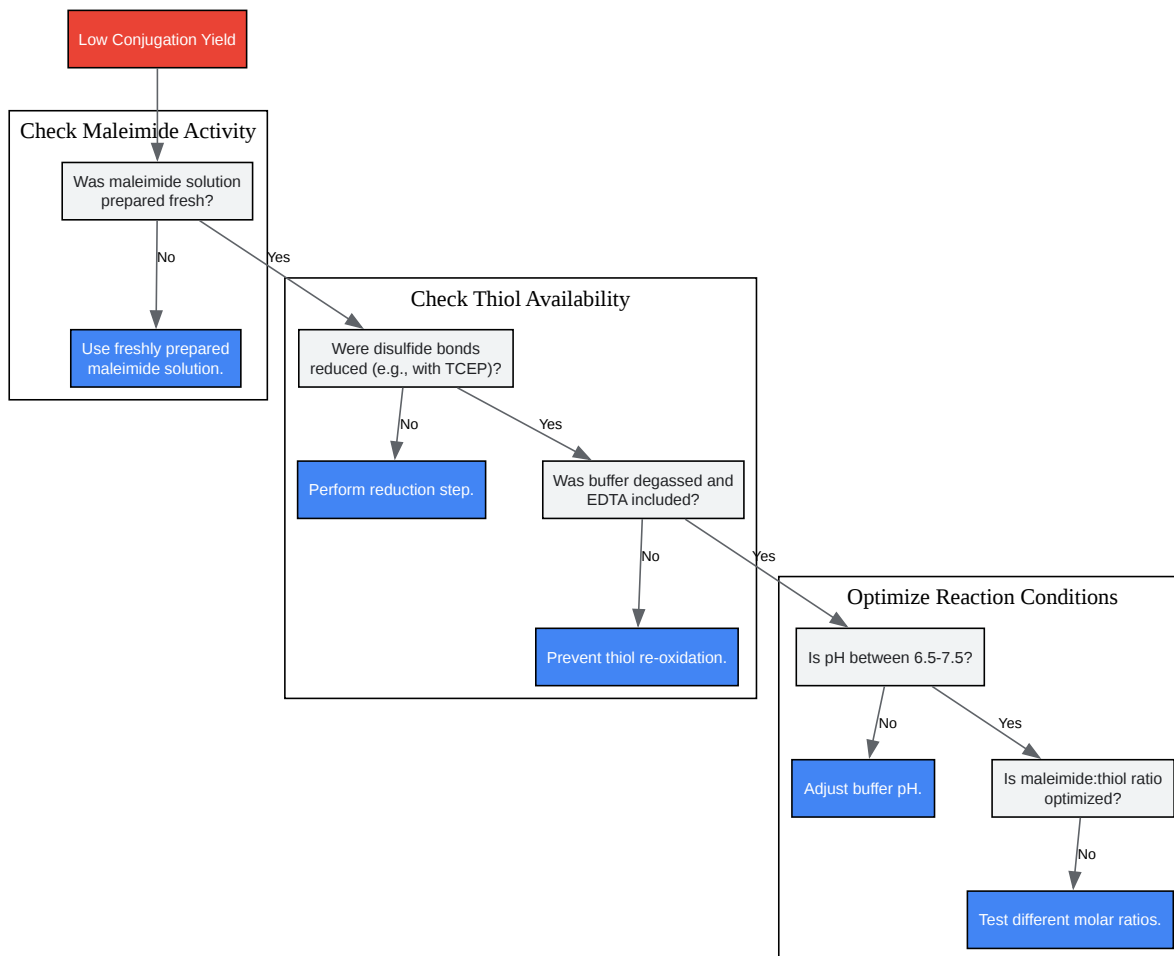 Low Conjugation Yield
Check Maleimide Activity
Was maleimide solution
prepared fresh?
No
Yes
Use freshly prepared
maleimide solution.
Check Thiol Availability
Were disulfide bonds
reduced (e.g., with TCEP)?
No
Yes
Perform reduction step.
Was buffer degassed and
EDTA included?
No
Yes
Prevent thiol re-oxidation.
Optimize Reaction Conditions
Is pH between 6.5-7.5?
No
Yes
Adjust buffer pH.
Is maleimide:thiol ratio
optimized?
No
Test different molar ratios.